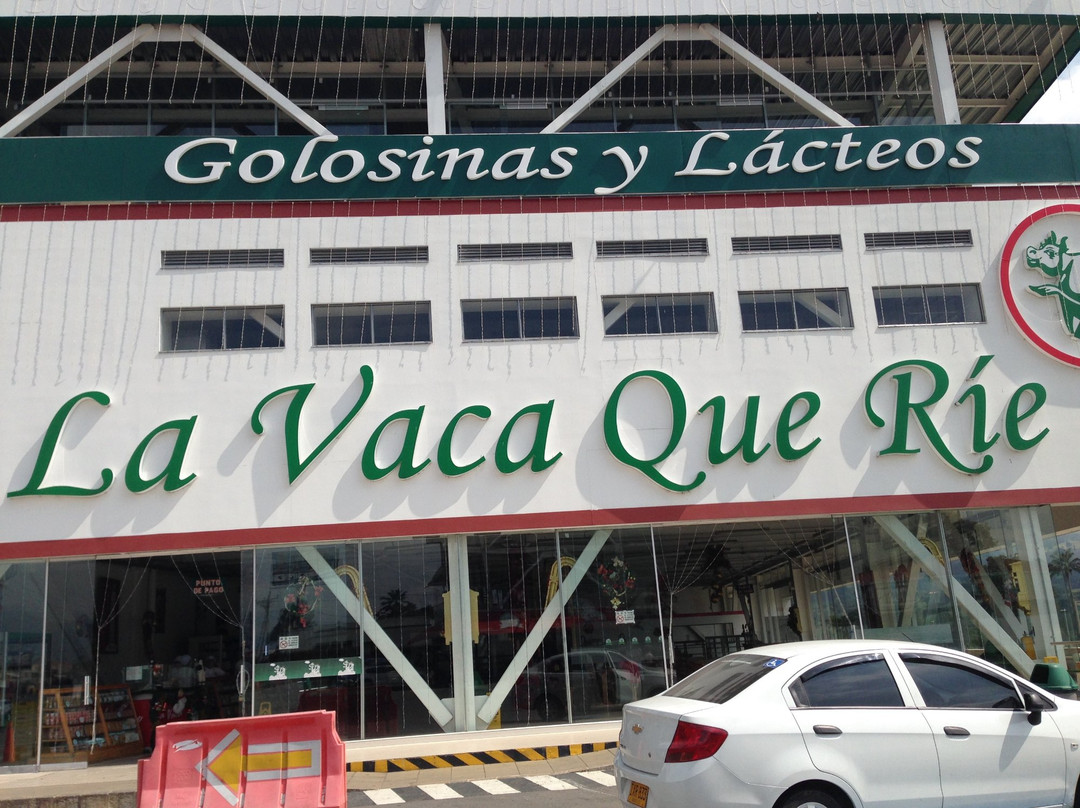 Golosinas y Lácteos
La Vaca Que Ríe
PUNTO
DE PAGO